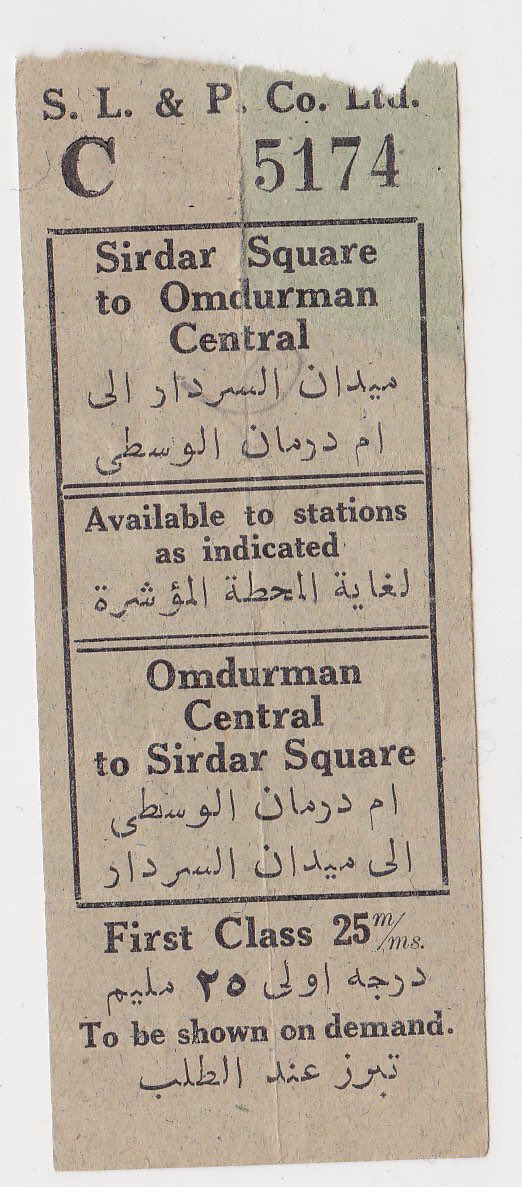 S. L. & P. Co. Ltd.
C 5174
Sirdar Square
to Omdurman
Central
ميدان السردار الى
ام درمان الوسطى
Available to stations
as indicated
لغاية المحطة المؤشرة
Omdurman
Central
to Sirdar Square
ام درمان الوسطى
الى ميدان السردار
First Class 25 m/ms.
درجه اولى ٢٥ مليم
To be shown on demand.
تبرز عند الطلب